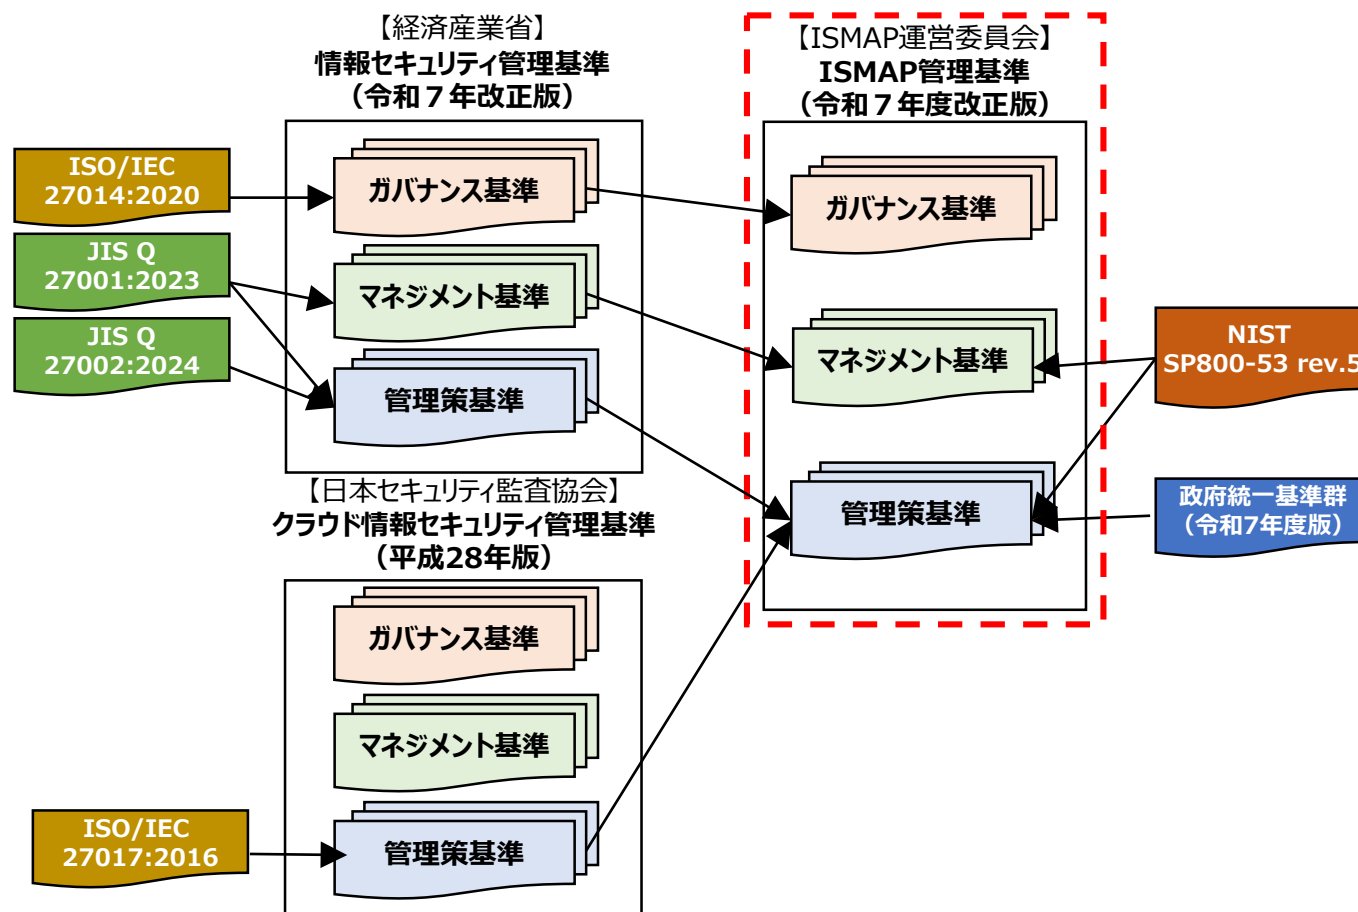 【経済産業省】
情報セキュリティ管理基準
（令和７年改正版）
ISO/IEC
27014:2020
JIS Q
27001:2023
JIS Q
27002:2024
ガバナンス基準
マネジメント基準
管理策基準
【日本セキュリティ監査協会】
クラウド情報セキュリティ管理基準
（平成28年版）
ガバナンス基準
マネジメント基準
管理策基準
ISO/IEC
27017:2016
【ISMAP運営委員会】
ISMAP管理基準
（令和７年度改正版）
ガバナンス基準
マネジメント基準
管理策基準
NIST
SP800-53 rev.5
政府統一基準群
（令和7年度版）